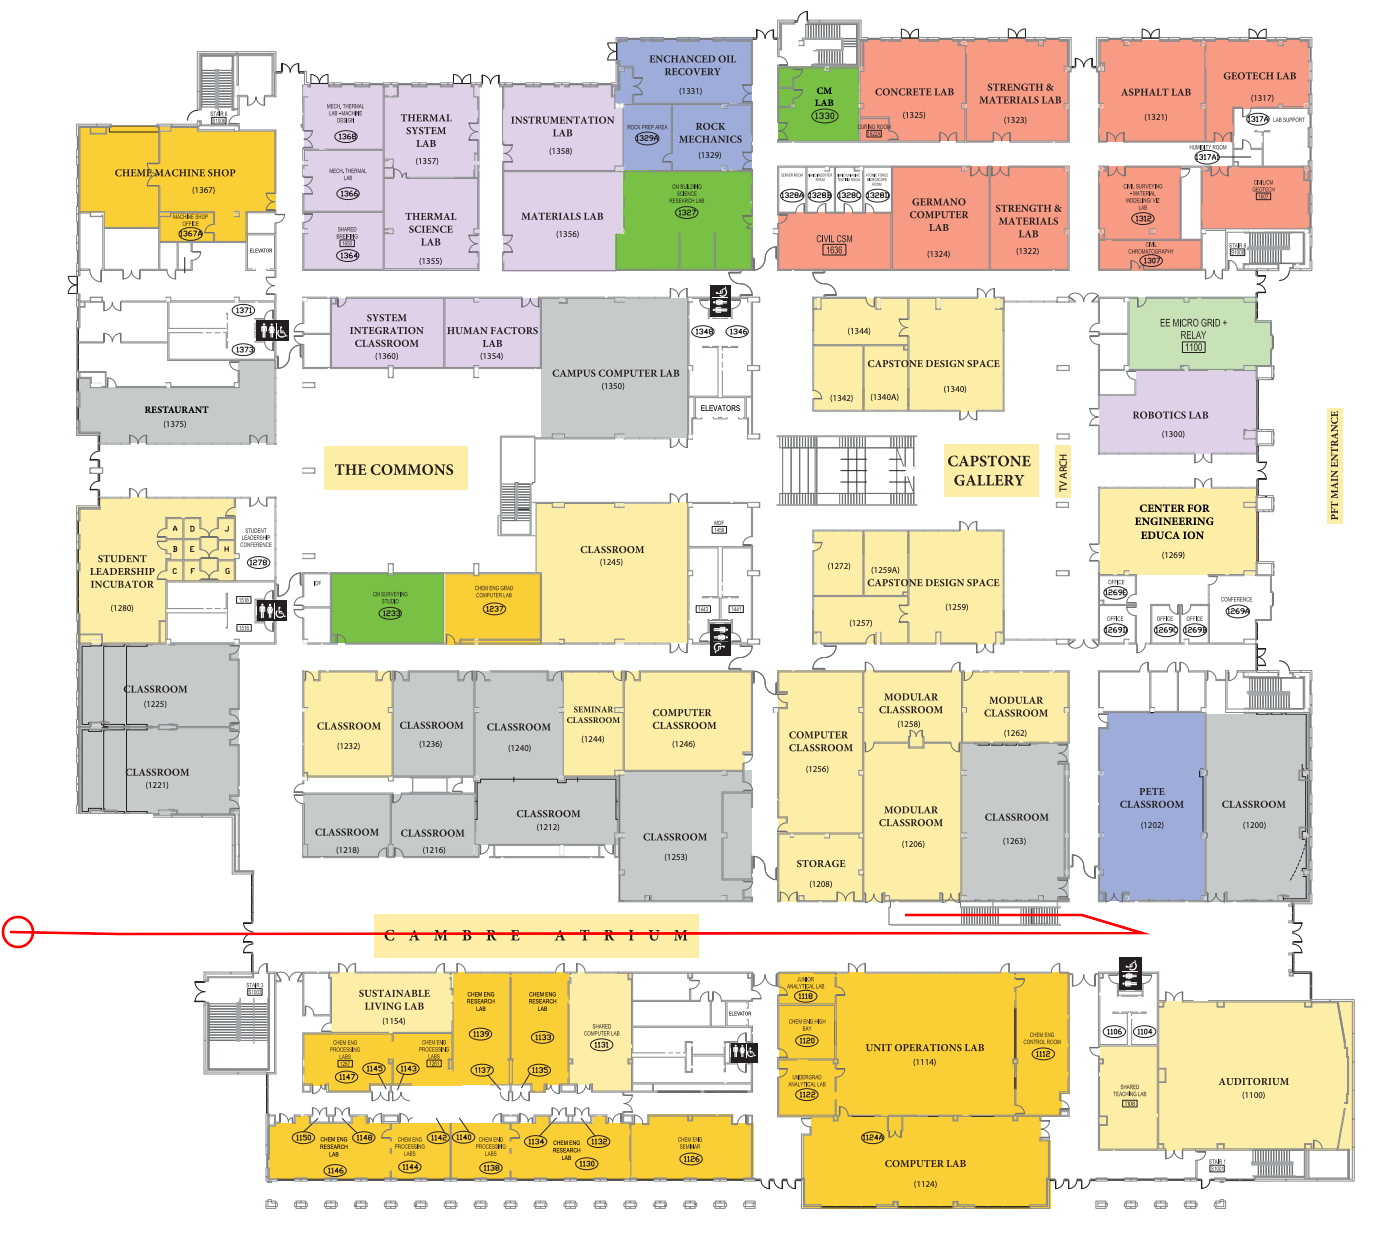 ENCHANCED OIL
RECOVERY
(1331)
ROCK PREP AREA
1329A
ROCK
MECHANICS
(1329)
CM
LAB
1330
CONCRETE LAB
(1325)
CURING ROOM
STRENGTH &
MATERIALS LAB
(1323)
ASPHALT LAB
(1321)
GEOTECH LAB
(1317)
1317A
LAB SUPPORT
HUMIDITY ROOM
1317A1
STAIR 8
CHEME MACHINE SHOP
(1367)
MACHINE SHOP
OFFICE
1367A
ELEVATOR
MECH. THERMAL
LAB - MACHINE
DESIGN
1368
MECH. THERMAL
LAB
1366
SHARED
BRIEFING
1364
THERMAL
SYSTEM
LAB
(1357)
THERMAL
SCIENCE
LAB
(1355)
INSTRUMENTATION
LAB
(1358)
MATERIALS LAB
(1356)
CM BUILDING
SCIENCE
RESEARCH LAB
1327
SERVER ROOM
1328A
1328B
1328C
1328D
CIVIL CSM
1636
GERMANO
COMPUTER
LAB
(1324)
STRENGTH &
MATERIALS
LAB
(1322)
CIVIL SURVEYING
- MATERIAL
MODELING/ VIZ
LAB
1312
CIVIL
CHROMATOGRAPHY
1307
CIVIL/CM
GEOTECH
1371
1373
RESTAURANT
(1375)
SYSTEM
INTEGRATION
CLASSROOM
(1360)
HUMAN FACTORS
LAB
(1354)
CAMPUS COMPUTER LAB
(1350)
1348
1346
ELEVATORS
(1344)
CAPSTONE DESIGN SPACE
(1340)
(1342)
(1340A)
EE MICRO GRID +
RELAY
1100
ROBOTICS LAB
(1300)
THE COMMONS
CAPSTONE
GALLERY
TV ARCH
PFT MAIN ENTRANCE
STUDENT
LEADERSHIP
INCUBATOR
(1280)
A D J
B E H
C F G
STUDENT
LEADERSHIP
CONFERENCE
1278
1518
1516
IDF
CM SURVEYING
STUDIO
1233
CHEM ENG GRAD
COMPUTER LAB
1237
CLASSROOM
(1245)
MDF
1443
1441
(1272)
(1259A)
CAPSTONE DESIGN SPACE
(1259)
(1257)
CENTER FOR
ENGINEERING
EDUCA ION
(1269)
OFFICE
1269E
OFFICE
1269D
OFFICE
1269C
OFFICE
1269B
CONFERENCE
1269A
CLASSROOM
(1225)
CLASSROOM
(1221)
CLASSROOM
(1232)
CLASSROOM
(1236)
CLASSROOM
(1240)
SEMINAR
CLASSROOM
(1244)
COMPUTER
CLASSROOM
(1246)
CLASSROOM
(1218)
CLASSROOM
(1216)
CLASSROOM
(1212)
CLASSROOM
(1253)
COMPUTER
CLASSROOM
(1256)
STORAGE
(1208)
MODULAR
CLASSROOM
(1258)
MODULAR
CLASSROOM
(1262)
MODULAR
CLASSROOM
(1206)
CLASSROOM
(1263)
PETE
CLASSROOM
(1202)
CLASSROOM
(1200)
CAMBRE ATRIUM
STAIR 3
SUSTAINABLE
LIVING LAB
(1154)
CHEM ENG
PROCESSING
LABS
1147
1145
CHEM ENG
PROCESSING
LABS
1143
CHEM ENG
RESEARCH
LAB
1139
1137
CHEM ENG
RESEARCH
LAB
1133
1135
SHARED
COMPUTER LAB
1131
ELEVATOR
JUNIOR
ANALYTICAL LAB
1118
CHEM ENG HIGH
BAY
1120
UNDERGRAD
ANALYTICAL LAB
1122
UNIT OPERATIONS LAB
(1114)
CHEM ENG
CONTROL ROOM
1112
1106
1104
SHARED
TEACHING LAB
AUDITORIUM
(1100)
1150
1148
CHEM ENG
RESEARCH
LAB
1146
CHEM ENG
PROCESSING
LABS
1144
1142
1140
CHEM ENG
PROCESSING
LABS
1138
1134
1132
CHEM ENG
RESEARCH
LAB
1130
CHEM ENG
SEMINAR
1126
1124A
COMPUTER LAB
(1124)
STAIR 1